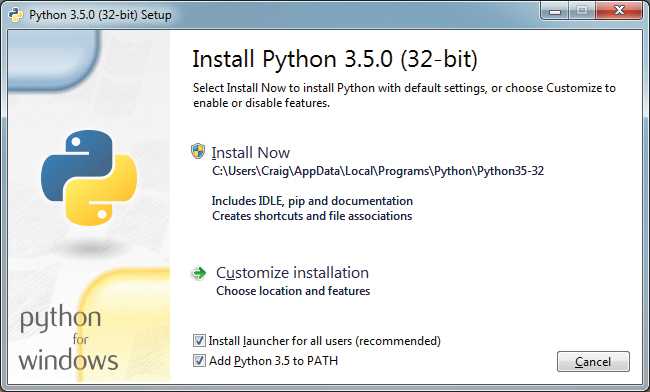 Python 3.5.0 (32-bit) Setup
Install Python 3.5.0 (32-bit)
Select Install Now to install Python with default settings, or choose Customize to
enable or disable features.
Install Now
C:\Users\Craig\AppData\Local\Programs\Python\Python35-32
Includes IDLE, pip and documentation
Creates shortcuts and file associations
Customize installation
Choose location and features
Install launcher for all users (recommended)
Add Python 3.5 to PATH
Cancel
python
for
windows